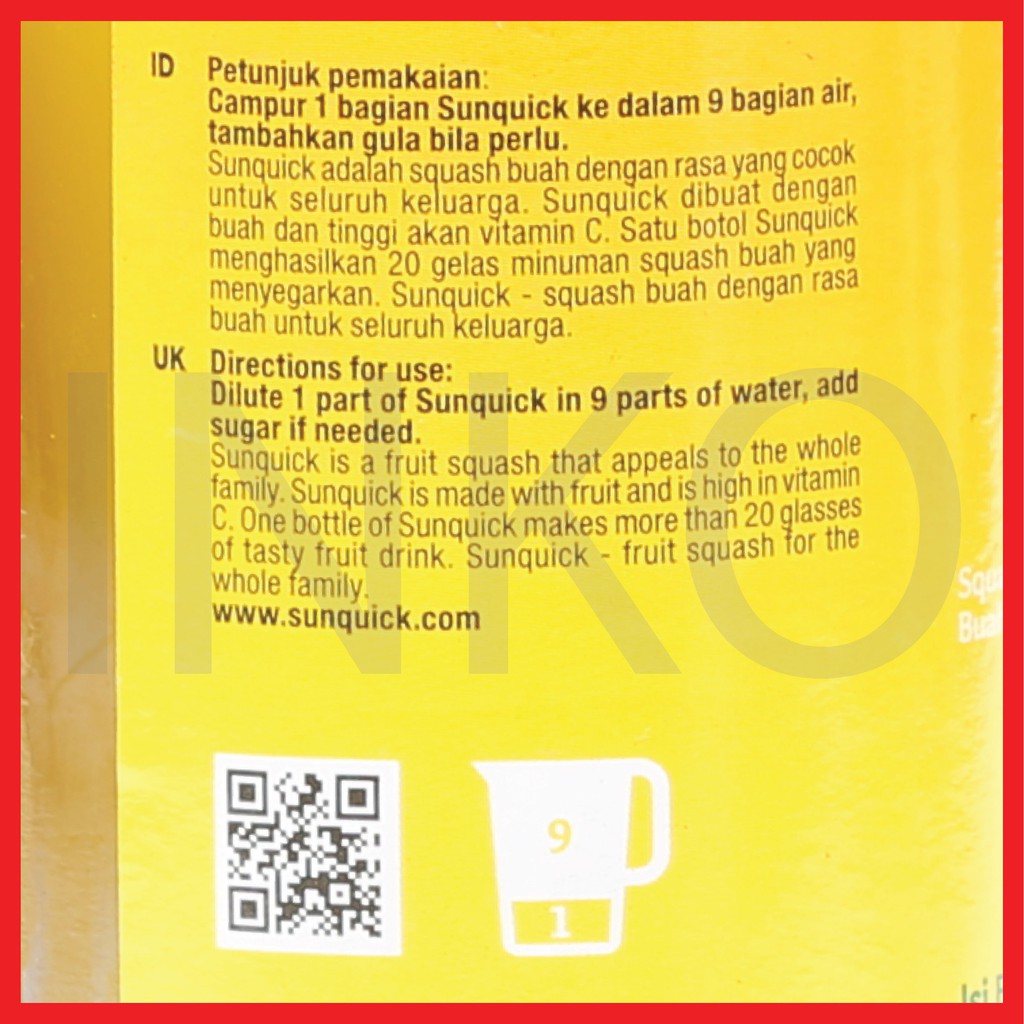 ID Petunjuk pemakaian:
Campur 1 bagian Sunquick ke dalam 9 bagian air,
tambahkan gula bila perlu.
Sunquick adalah squash buah dengan rasa yang cocok
untuk seluruh keluarga. Sunquick dibuat dengan
buah dan tinggi akan vitamin C. Satu botol Sunquick
menghasilkan 20 gelas minuman squash buah yang
menyegarkan. Sunquick - squash buah dengan rasa
buah untuk seluruh keluarga.
UK Directions for use:
Dilute 1 part of Sunquick in 9 parts of water, add
sugar if needed.
Sunquick is a fruit squash that appeals to the whole
family. Sunquick is made with fruit and is high in vitamin
C. One bottle of Sunquick makes more than 20 glasses
of tasty fruit drink. Sunquick - fruit squash for the
whole family.
www.sunquick.com
INKO
9
1